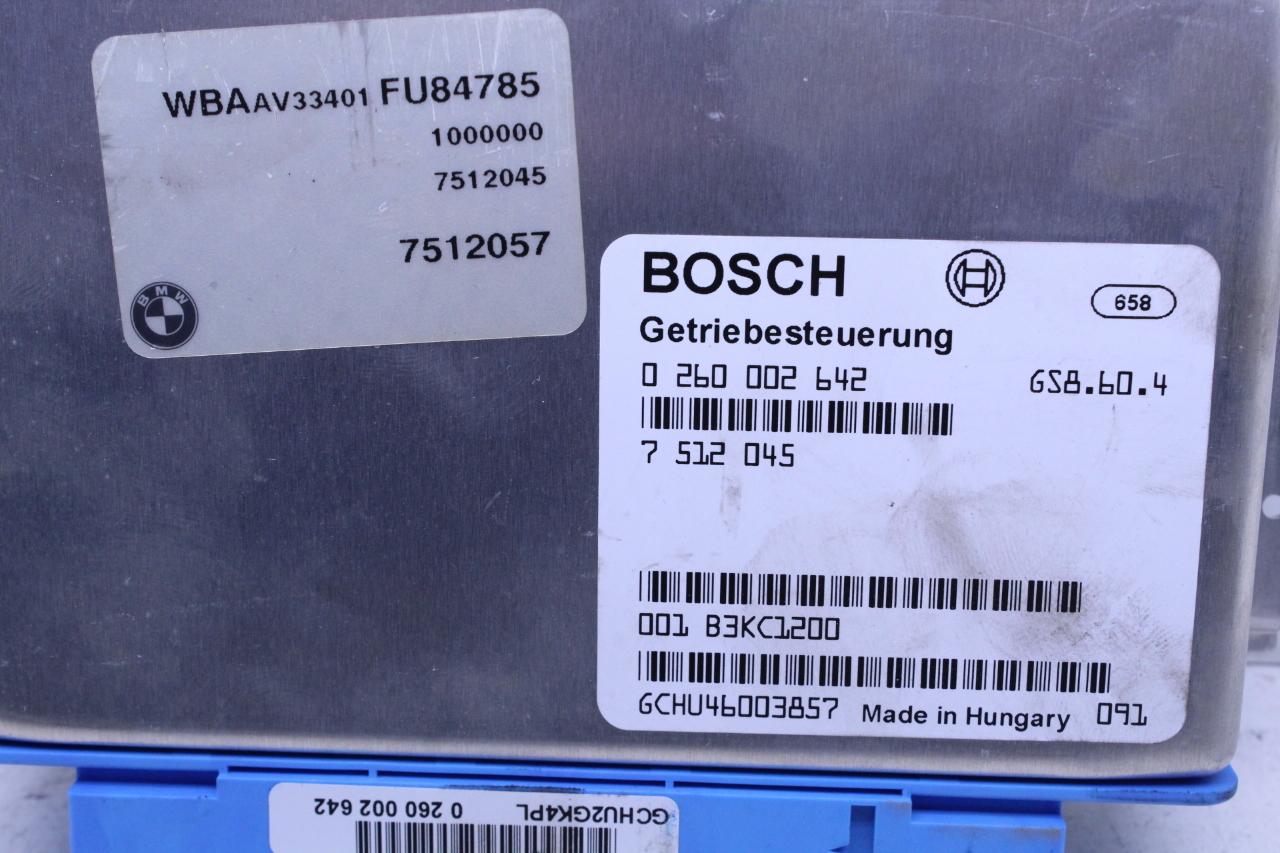 WBAAV33401 FU84785
1000000
7512045
7512057
BMW
BOSCH
658
Getriebesteuerung
0 260 002 642 GS8.60.4
7 512 045
001 B3KC1200
GCHU46003857 Made in Hungary 091
GCHU2GK4PL 0 260 002 642